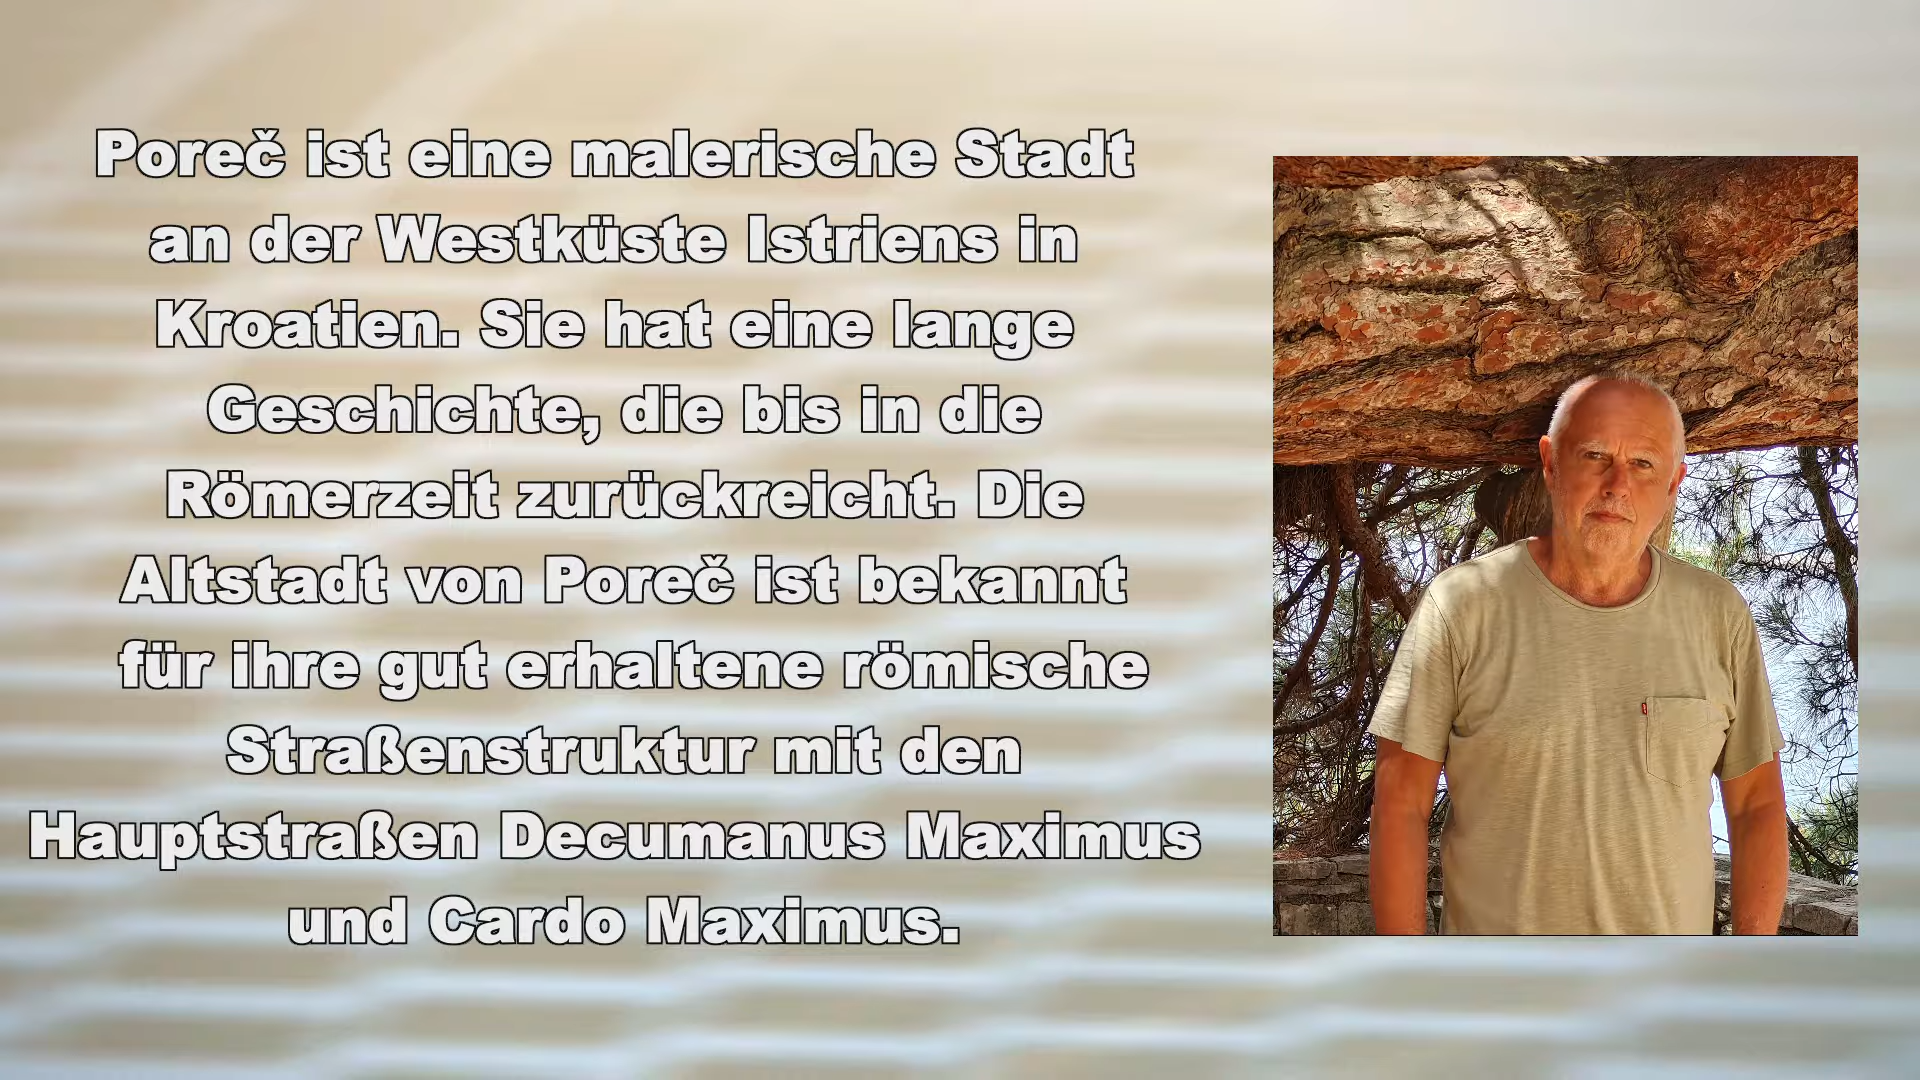 Poreč ist eine malerische Stadt
an der Westküste Istriens in
Kroatien. Sie hat eine lange
Geschichte, die bis in die
Römerzeit zurückreicht. Die
Altstadt von Poreč ist bekannt
für ihre gut erhaltene römische
Straßenstruktur mit den
Hauptstraßen Decumanus Maximus
und Cardo Maximus.